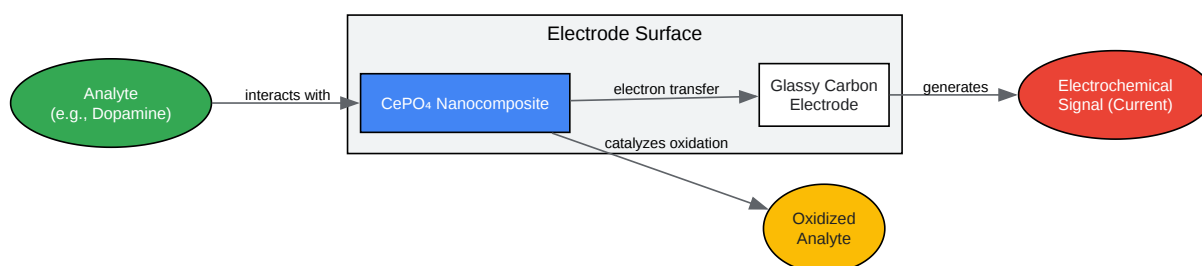 Electrode Surface
Analyte
(e.g., Dopamine)
interacts with
CePO₄ Nanocomposite
electron transfer
Glassy Carbon
Electrode
generates
Electrochemical
Signal (Current)
catalyzes oxidation
Oxidized
Analyte